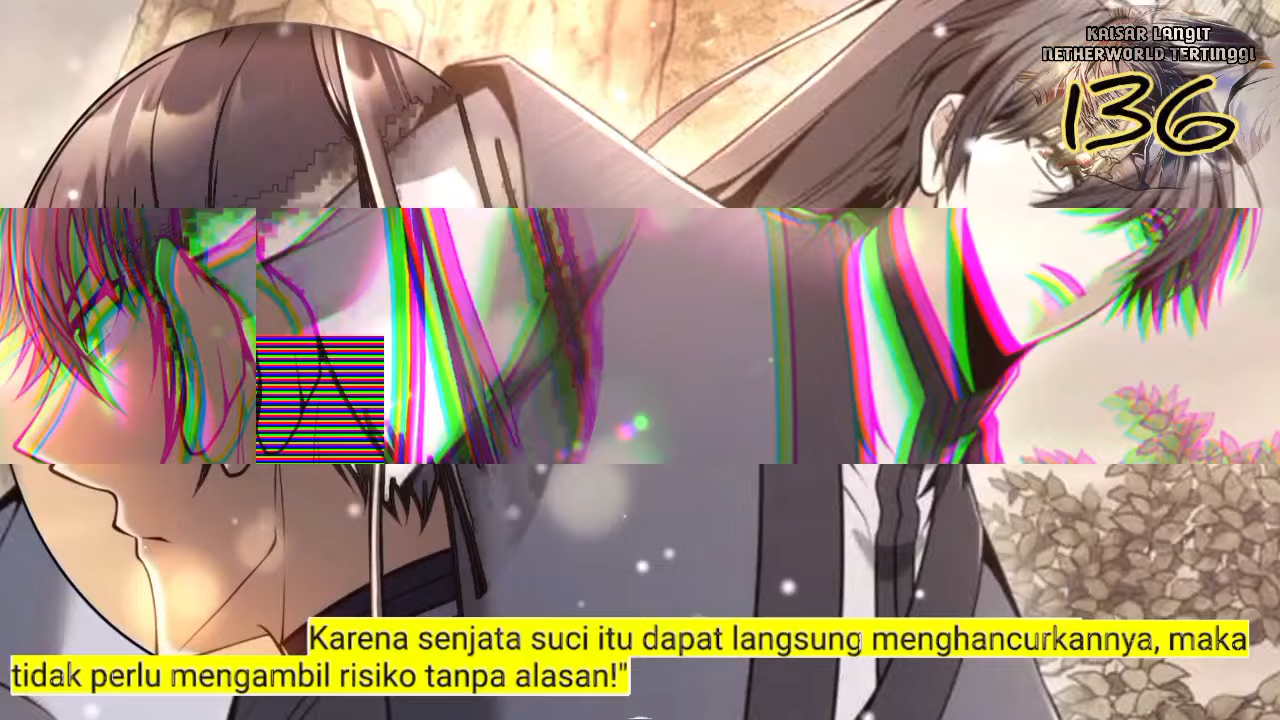 KAISAR LANGIT
NETHERWORLD TERTINGGI
136
Karena senjata suci itu dapat langsung menghancurkannya, maka
tidak perlu mengambil risiko tanpa alasan!"